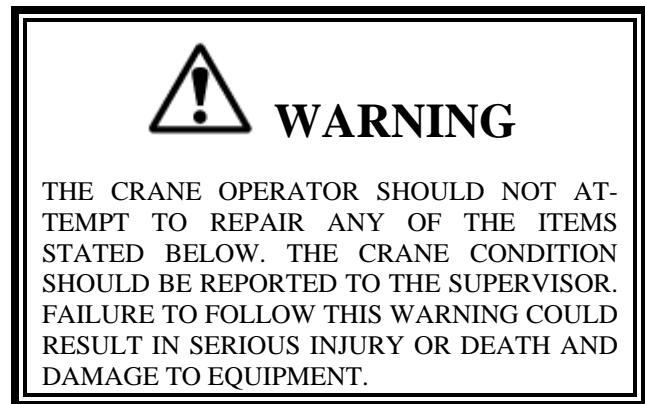 WARNING
THE CRANE OPERATOR SHOULD NOT AT-
TEMPT TO REPAIR ANY OF THE ITEMS
STATED BELOW. THE CRANE CONDITION
SHOULD BE REPORTED TO THE SUPERVISOR.
FAILURE TO FOLLOW THIS WARNING COULD
RESULT IN SERIOUS INJURY OR DEATH AND
DAMAGE TO EQUIPMENT.